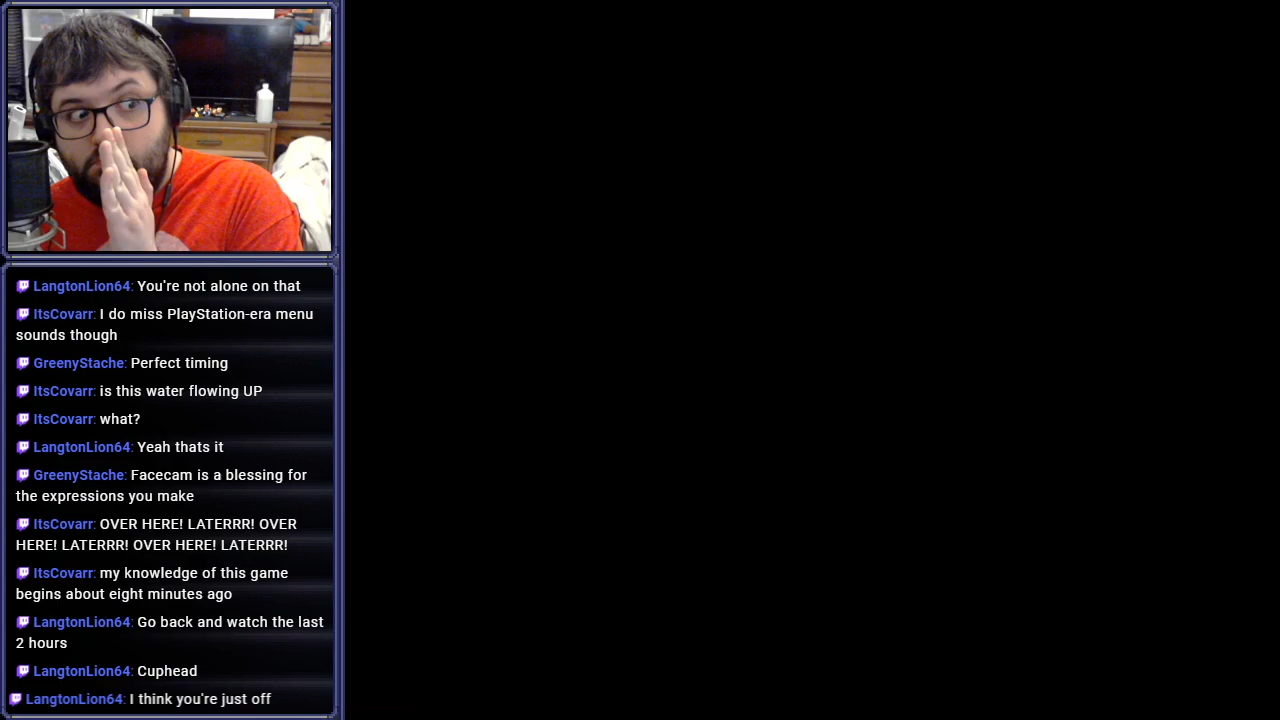 LangtonLion64: You're not alone on that
ItsCovarr: I do miss PlayStation-era menu
sounds though
GreenyStache: Perfect timing
ItsCovarr: is this water flowing UP
ItsCovarr: what?
LangtonLion64: Yeah thats it
GreenyStache: Facecam is a blessing for
the expressions you make
ItsCovarr: OVER HERE! LATERRR! OVER
HERE! LATERRR! OVER HERE! LATERRR!
ItsCovarr: my knowledge of this game
begins about eight minutes ago
LangtonLion64: Go back and watch the last
2 hours
LangtonLion64: Cuphead
LangtonLion64: I think you're just off